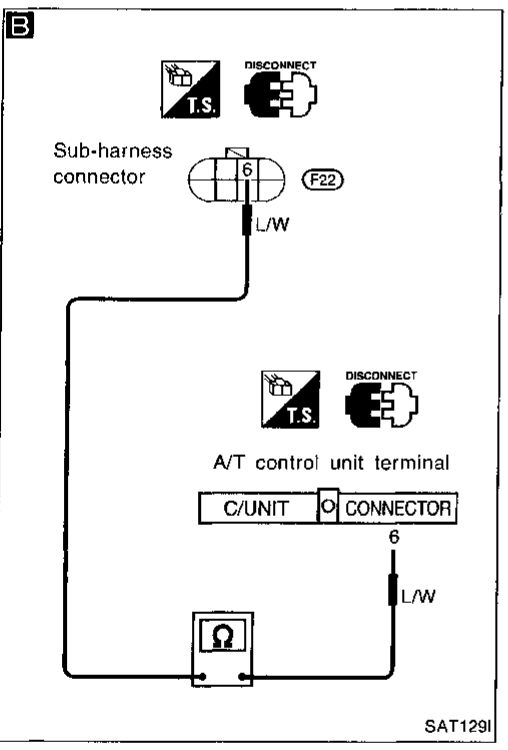 B
DISCONNECT
T.S.
Sub-harness
connector
6
F22
L/W
DISCONNECT
T.S.
A/T control unit terminal
C/UNIT
CONNECTOR
6
L/W
Ω
SAT129I